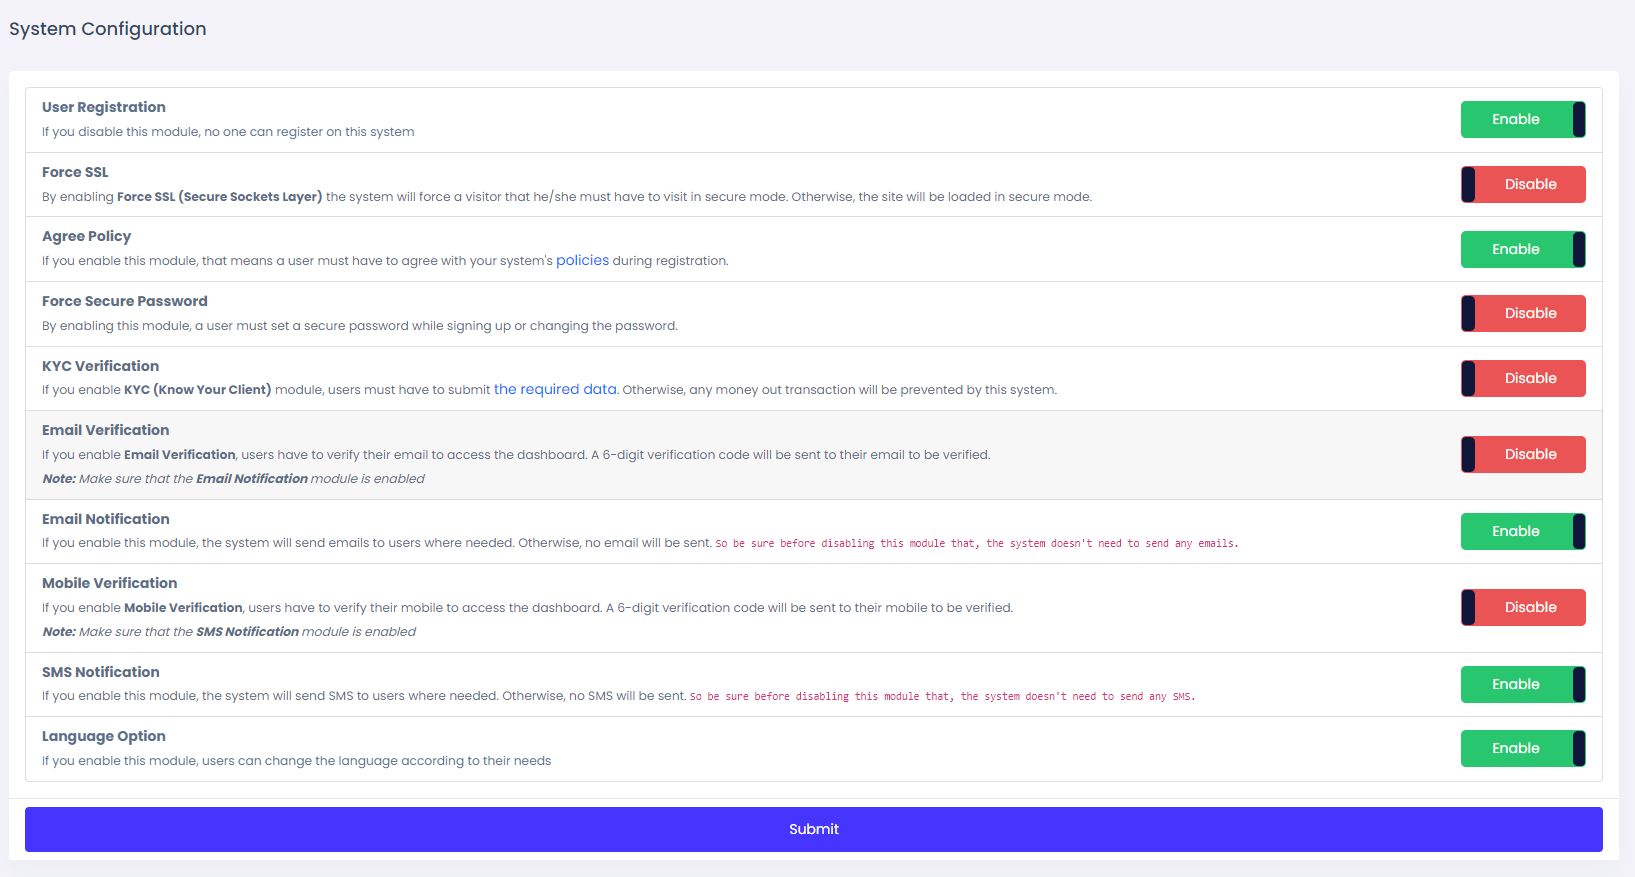 System Configuration
User Registration
If you disable this module, no one can register on this system
Enable
Force SSL
By enabling Force SSL (Secure Sockets Layer) the system will force a visitor that he/she must have to visit in secure mode. Otherwise, the site will be loaded in secure mode.
Disable
Agree Policy
If you enable this module, that means a user must have to agree with your system's policies during registration.
Enable
Force Secure Password
By enabling this module, a user must set a secure password while signing up or changing the password.
Disable
KYC Verification
If you enable KYC (Know Your Client) module, users must have to submit the required data. Otherwise, any money out transaction will be prevented by this system.
Disable
Email Verification
If you enable Email Verification, users have to verify their email to access the dashboard. A 6-digit verification code will be sent to their email to be verified.
Note: Make sure that the Email Notification module is enabled
Disable
Email Notification
If you enable this module, the system will send emails to users where needed. Otherwise, no email will be sent. So be sure before disabling this module that, the system doesn't need to send any emails.
Enable
Mobile Verification
If you enable Mobile Verification, users have to verify their mobile to access the dashboard. A 6-digit verification code will be sent to their mobile to be verified.
Note: Make sure that the SMS Notification module is enabled
Disable
SMS Notification
If you enable this module, the system will send SMS to users where needed. Otherwise, no SMS will be sent. So be sure before disabling this module that, the system doesn't need to send any SMS.
Enable
Language Option
If you enable this module, users can change the language according to their needs
Enable
Submit